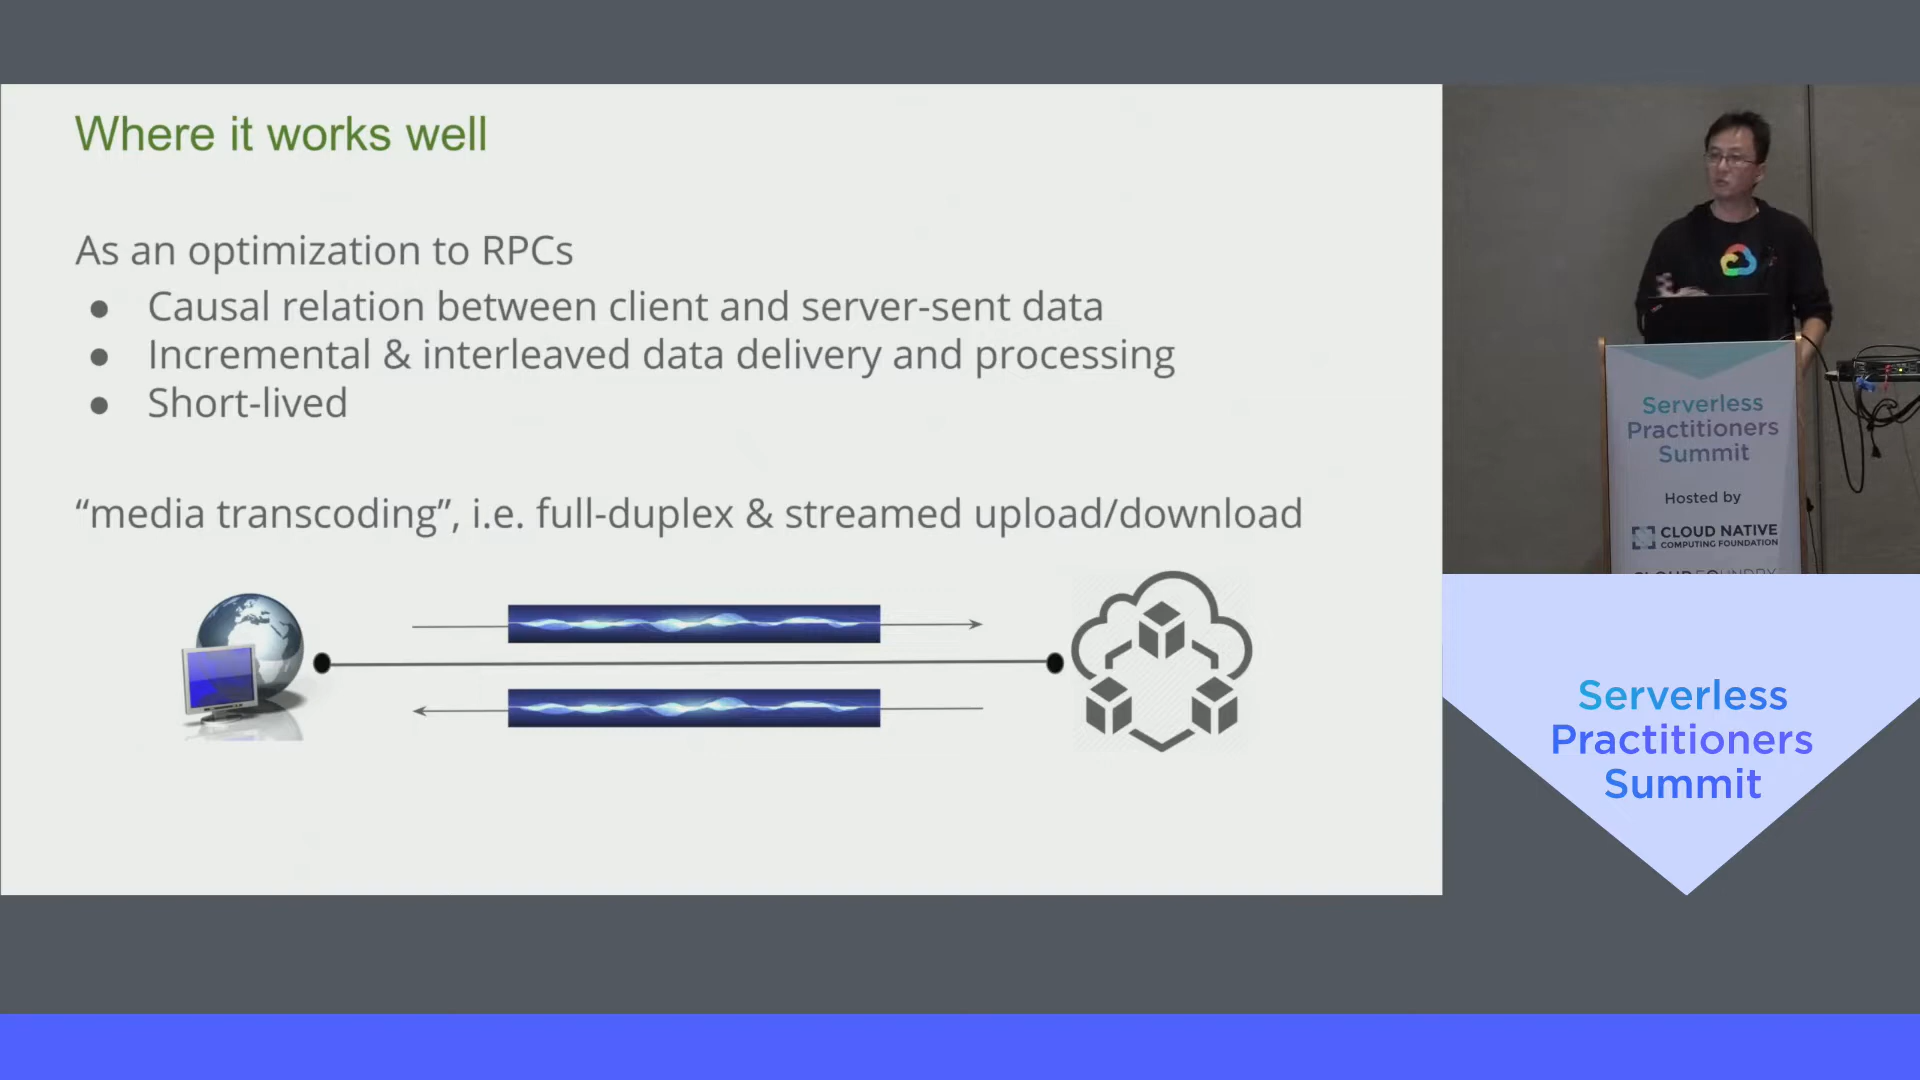 Where it works well
As an optimization to RPCs
● Causal relation between client and server-sent data
● Incremental & interleaved data delivery and processing
● Short-lived
“media transcoding”, i.e. full-duplex & streamed upload/download
Serverless
Practitioners
Summit
Hosted by
CLOUD NATIVE
COMPUTING FOUNDATION
CLOUD FOUNDRY
Serverless
Practitioners
Summit